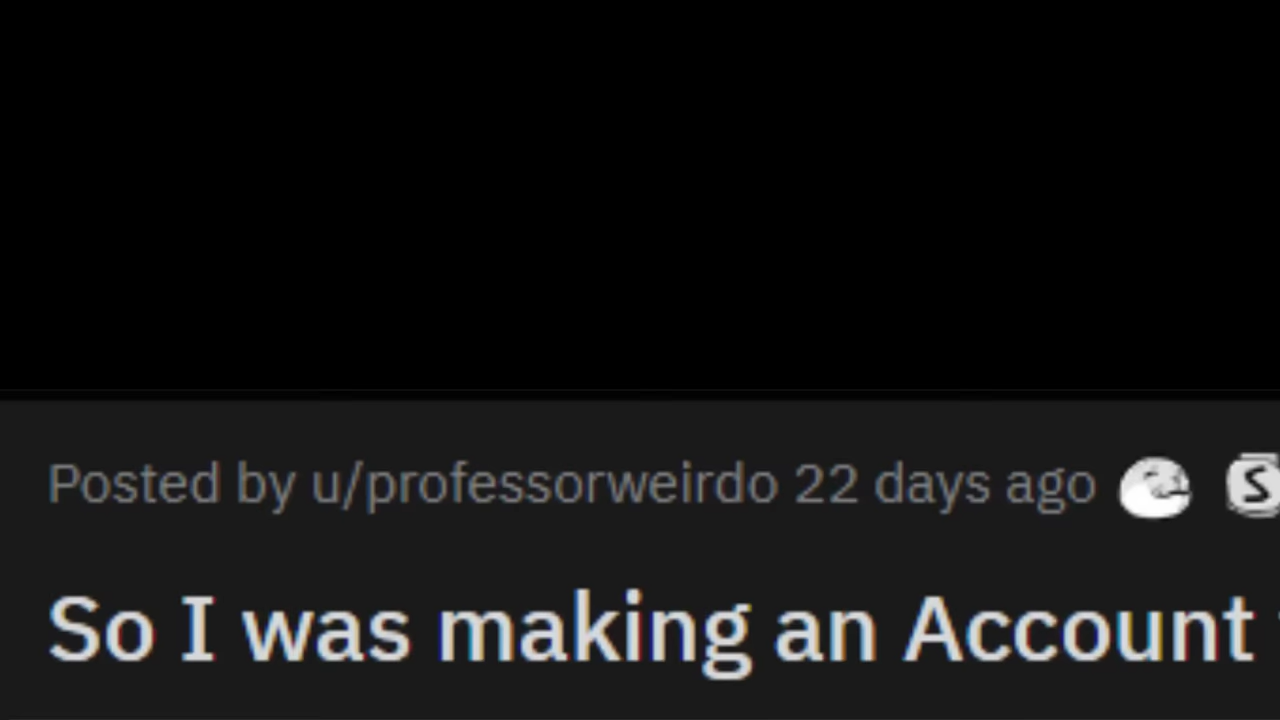 Posted by u/professorweirdo 22 days ago
So I was making an Account